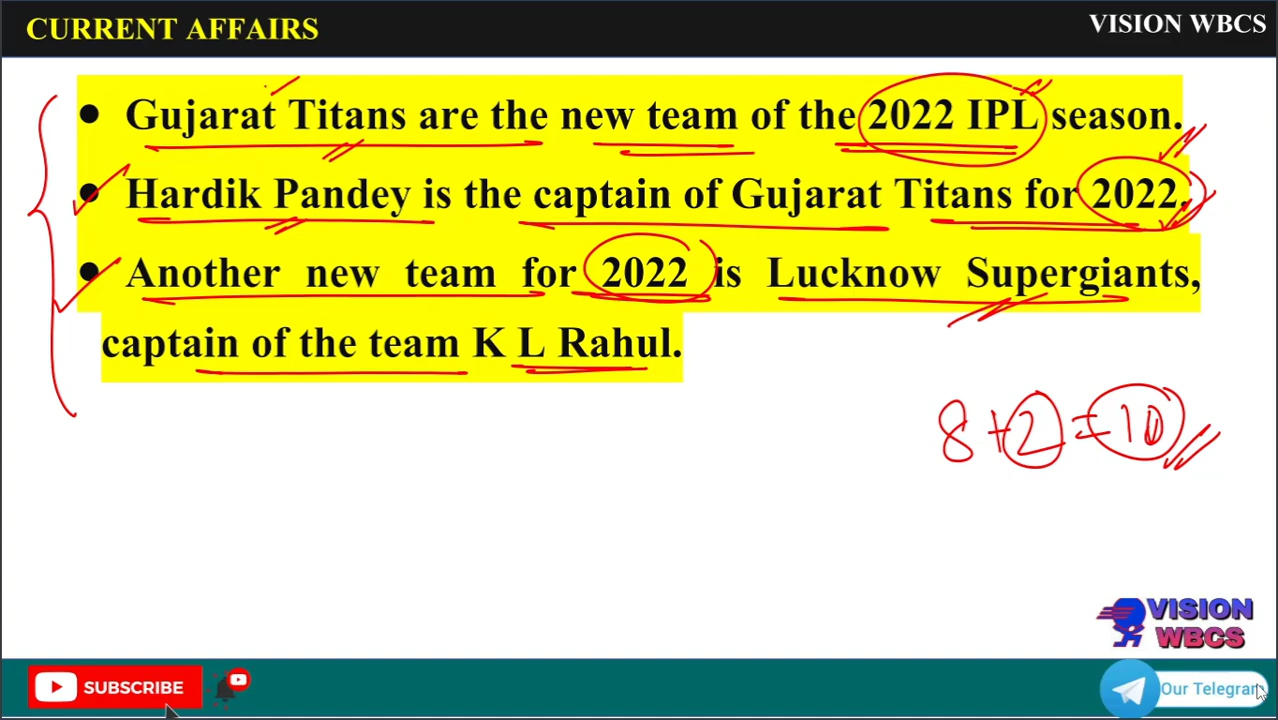 CURRENT AFFAIRS
VISION WBCS
• Gujarat Titans are the new team of the 2022 IPL season.
• Hardik Pandey is the captain of Gujarat Titans for 2022.
• Another new team for 2022 is Lucknow Supergiants,
captain of the team K L Rahul.
8+2=10
VISION
WBCS
SUBSCRIBE
Our Telegram